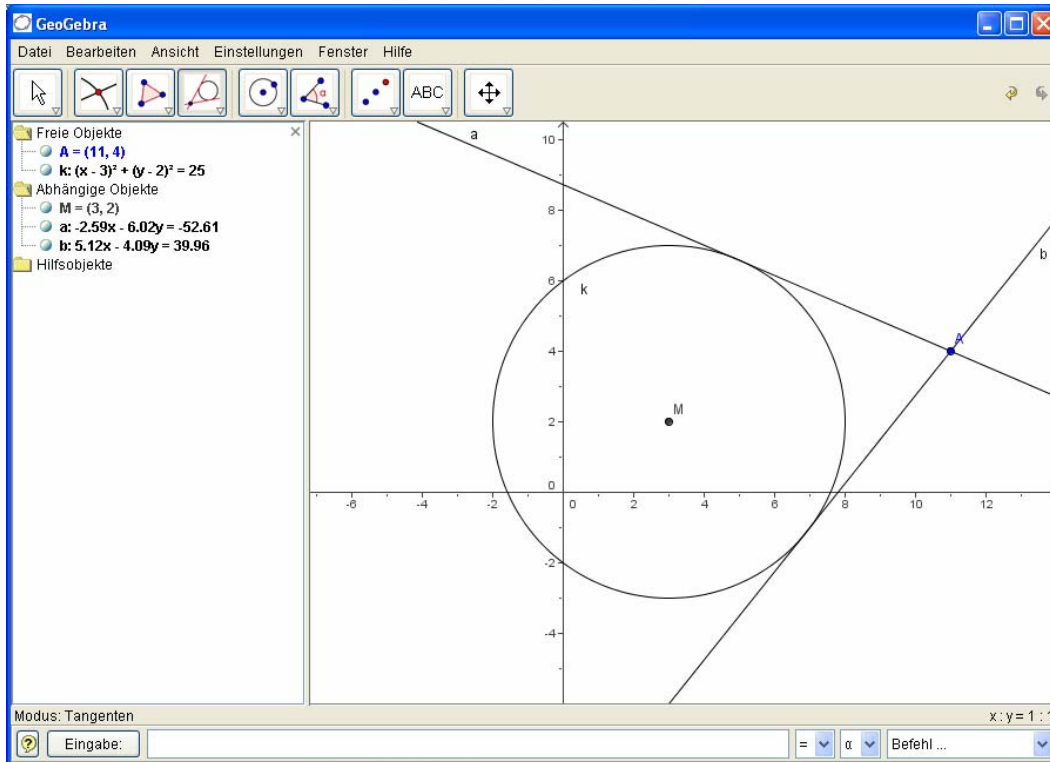 GeoGebra
Datei Bearbeiten Ansicht Einstellungen Fenster Hilfe
ABC
Freie Objekte
A = (11, 4)
k: (x - 3)² + (y - 2)² = 25
Abhängige Objekte
M = (3, 2)
a: -2.59x - 6.02y = -52.61
b: 5.12x - 4.09y = 39.96
Hilfsobjekte
a
10
8
b
6
k
4
A
M
2
0
-6 -4 -2 0 2 4 6 8 10 12
-2
-4
Modus: Tangenten
x : y = 1 :
Eingabe: = α Befehl ...